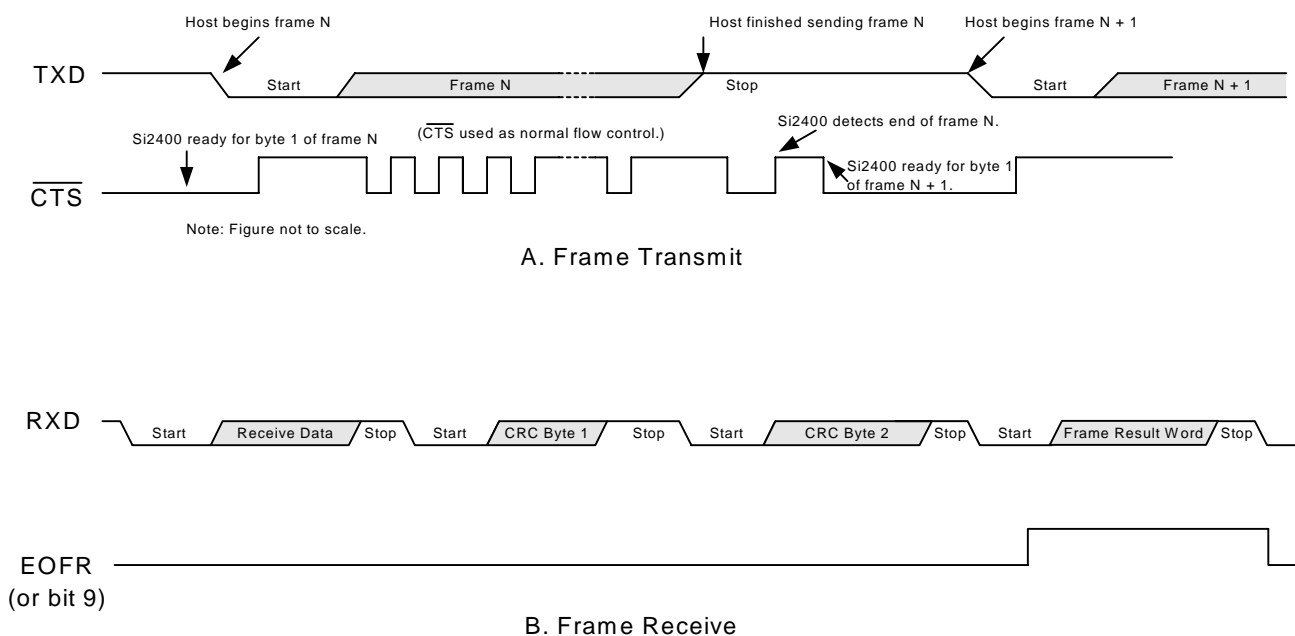 Host begins frame N
Host finished sending frame N
Host begins frame N + 1
TXD
Start
Frame N
Stop
Start
Frame N + 1
Si2400 ready for byte 1 of frame N
(CTS used as normal flow control.)
Si2400 detects end of frame N.
Si2400 ready for byte 1
of frame N + 1.
CTS
Note: Figure not to scale.
A. Frame Transmit
RXD
Start
Receive Data
Stop
Start
CRC Byte 1
Stop
Start
CRC Byte 2
Stop
Start
Frame Result Word
Stop
EOFR
(or bit 9)
B. Frame Receive